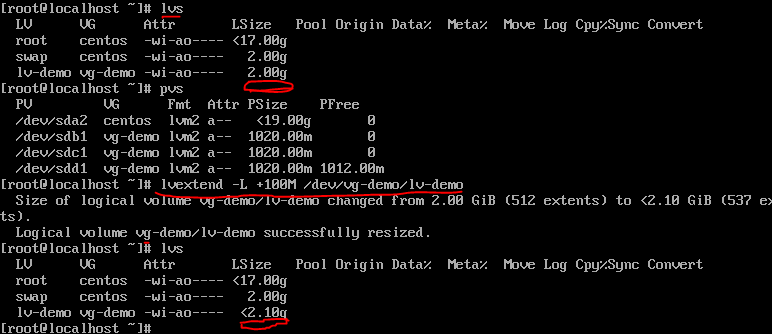 [root@localhost ~]# lvs
  LV      VG      Attr       LSize   Pool Origin Data%  Meta%  Move Log Cpy%Sync Convert
  root    centos  -wi-ao---- <17.00g
  swap    centos  -wi-ao----   2.00g
  lv-demo vg-demo -wi-ao----   2.00g
[root@localhost ~]# pvs
  PV         VG      Fmt  Attr PSize    PFree
  /dev/sda2  centos  lvm2 a--   <19.00g       0
  /dev/sdb1  vg-demo lvm2 a--  1020.00m       0
  /dev/sdc1  vg-demo lvm2 a--  1020.00m       0
  /dev/sdd1  vg-demo lvm2 a--  1020.00m 1012.00m
[root@localhost ~]# lvextend -L +100M /dev/vg-demo/lv-demo
  Size of logical volume vg-demo/lv-demo changed from 2.00 GiB (512 extents) to <2.10 GiB (537 exte
nts).
  Logical volume vg-demo/lv-demo successfully resized.
[root@localhost ~]# lvs
  LV      VG      Attr       LSize   Pool Origin Data%  Meta%  Move Log Cpy%Sync Convert
  root    centos  -wi-ao---- <17.00g
  swap    centos  -wi-ao----   2.00g
  lv-demo vg-demo -wi-ao----  <2.10g
[root@localhost ~]#